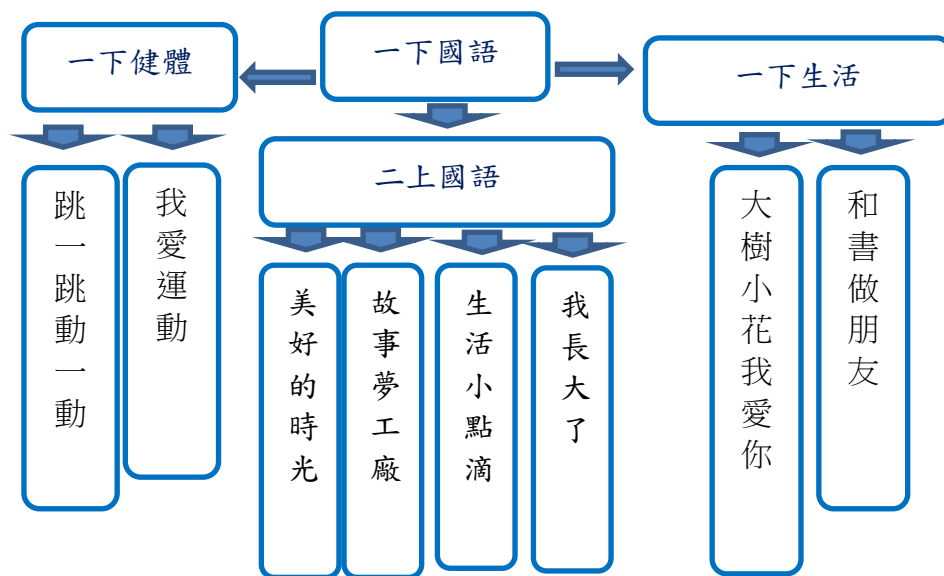 一下健體
一下國語
一下生活
二上國語
跳一跳動一動
我愛運動
美好的時光
故事夢工廠
生活小點滴
我長大了
大樹小花我愛你
和書做朋友